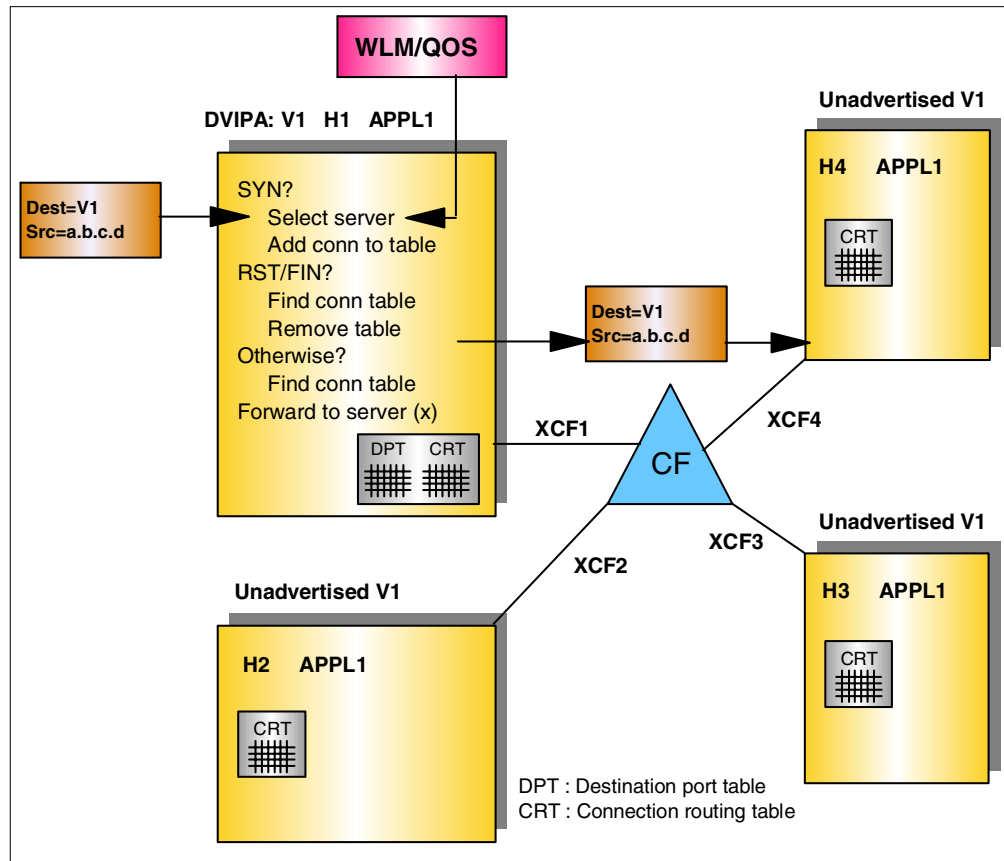 WLM/QOS
Unadvertised V1
DVIPA: V1 H1 APPL1
H4 APPL1
CRT
Dest=V1
Src=a.b.c.d
SYN?
Select server
Add conn to table
RST/FIN?
Find conn table
Remove table
Otherwise?
Find conn table
Forward to server (x)
DPT CRT
Dest=V1
Src=a.b.c.d
XCF1
XCF4
CF
XCF2
XCF3
Unadvertised V1
H3 APPL1
CRT
Unadvertised V1
H2 APPL1
CRT
DPT : Destination port table
CRT : Connection routing table